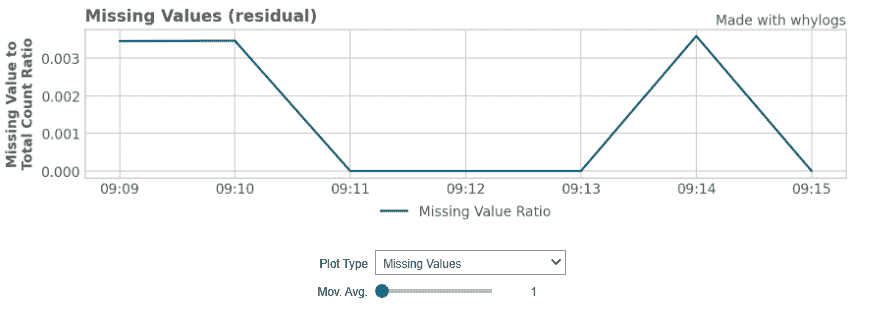 Missing Values (residual)
Made with whylogs
Missing Value to
Total Count Ratio
0.003
0.002
0.001
0.000
09:09 09:10 09:11 09:12 09:13 09:14 09:15
Missing Value Ratio
Plot Type Missing Values
Mov. Avg. 1